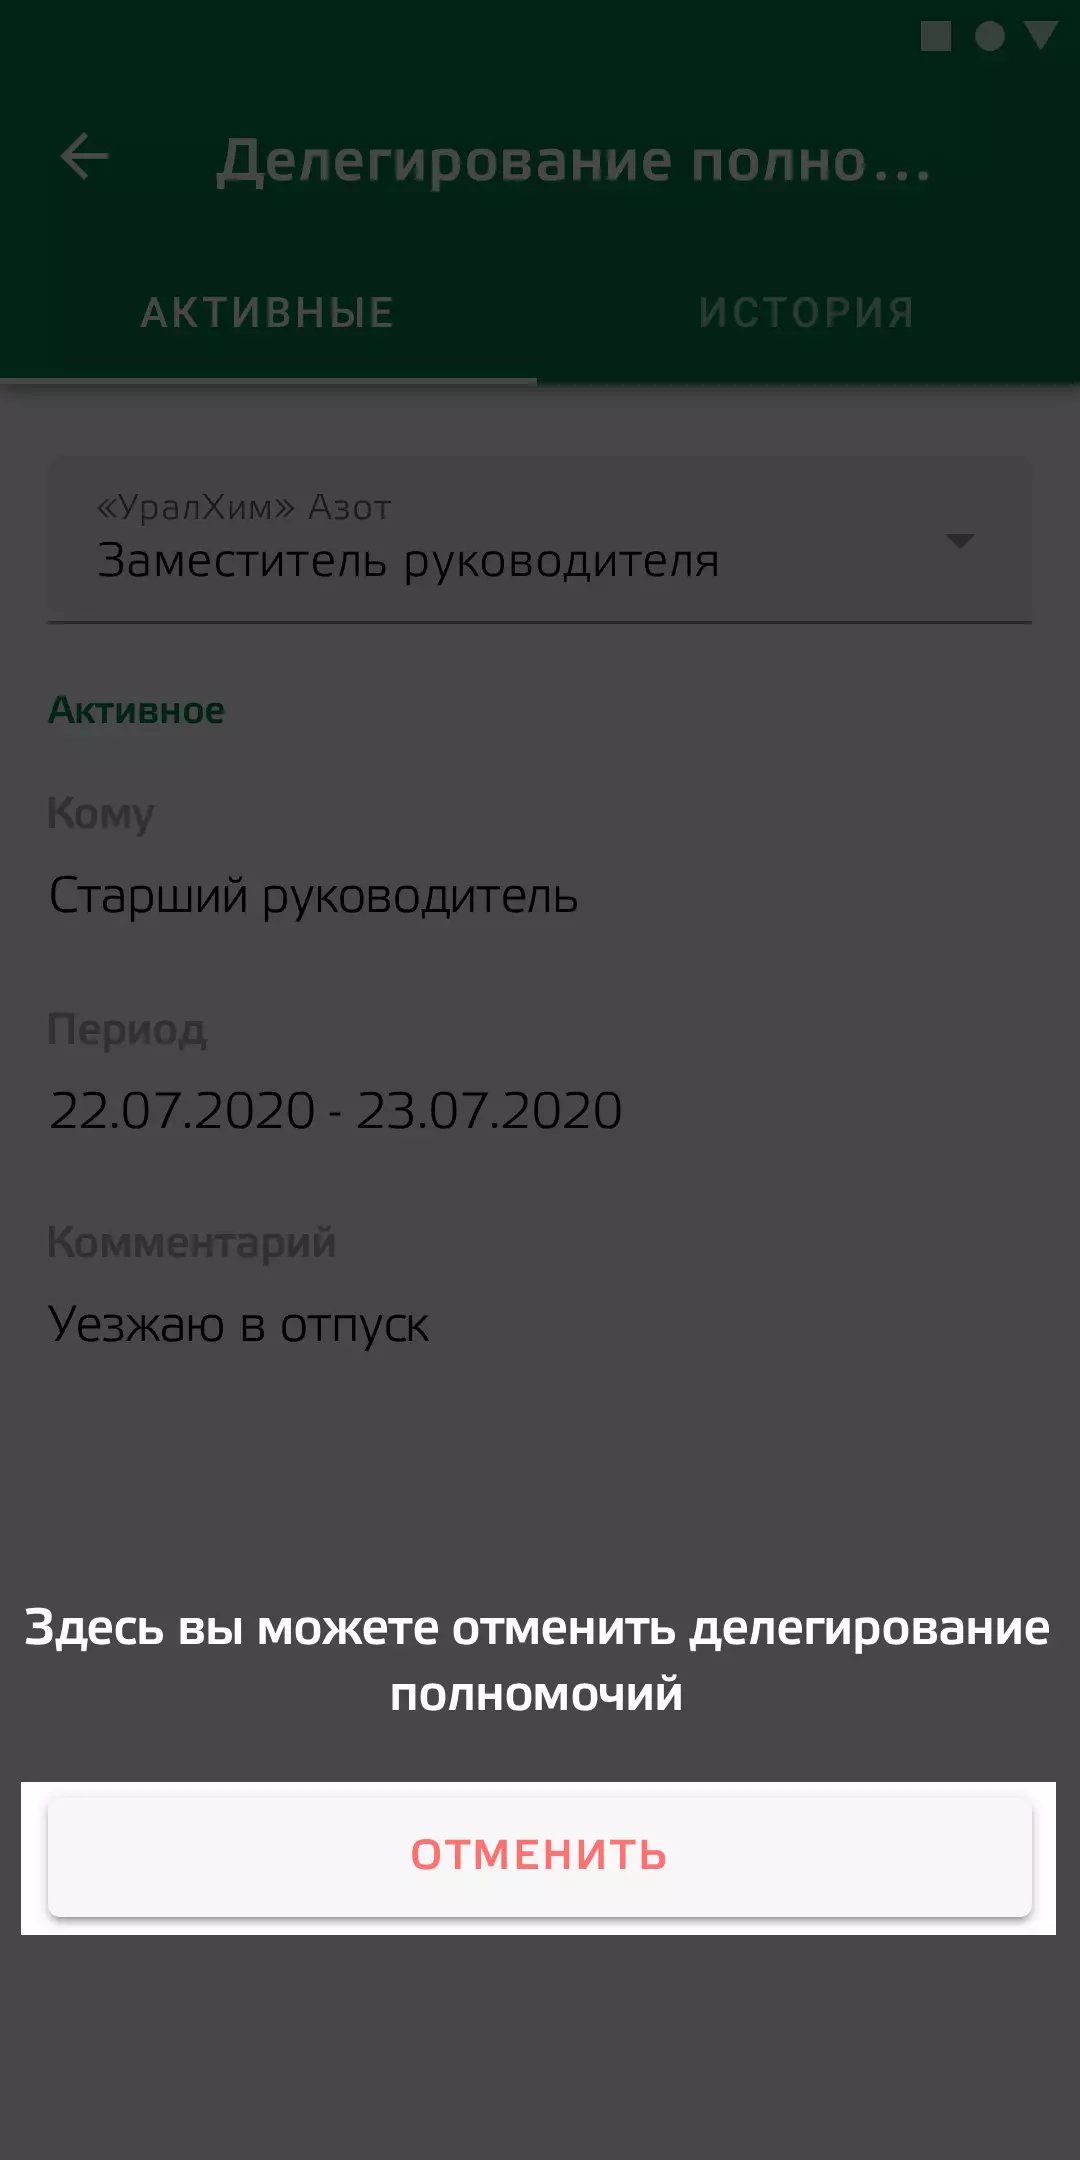 Делегирование полно...
АКТИВНЫЕ
ИСТОРИЯ
«УралХим» Азот
Заместитель руководителя
Активное
Кому
Старший руководитель
Период
22.07.2020 - 23.07.2020
Комментарий
Уезжаю в отпуск
Здесь вы можете отменить делегирование
полномочий
ОТМЕНИТЬ